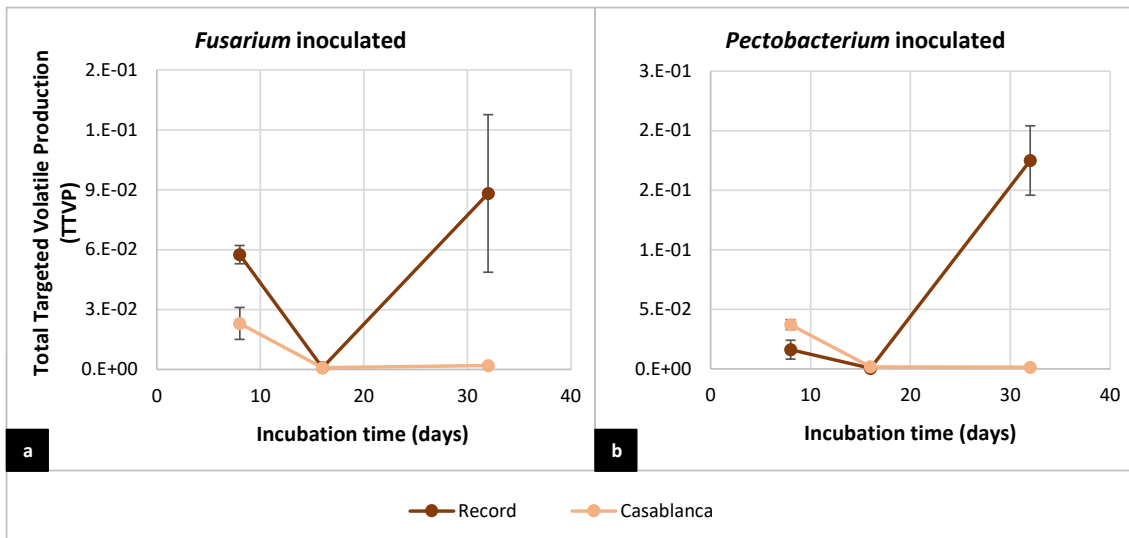 Fusarium inoculated
Total Targeted Volatile Production
(TTVP)
2.E-01
1.E-01
9.E-02
6.E-02
3.E-02
0.E+00
0 10 20 30 40
Incubation time (days)
a
Pectobacterium inoculated
3.E-01
2.E-01
2.E-01
1.E-01
5.E-02
0.E+00
0 10 20 30 40
Incubation time (days)
b
Record Casablanca